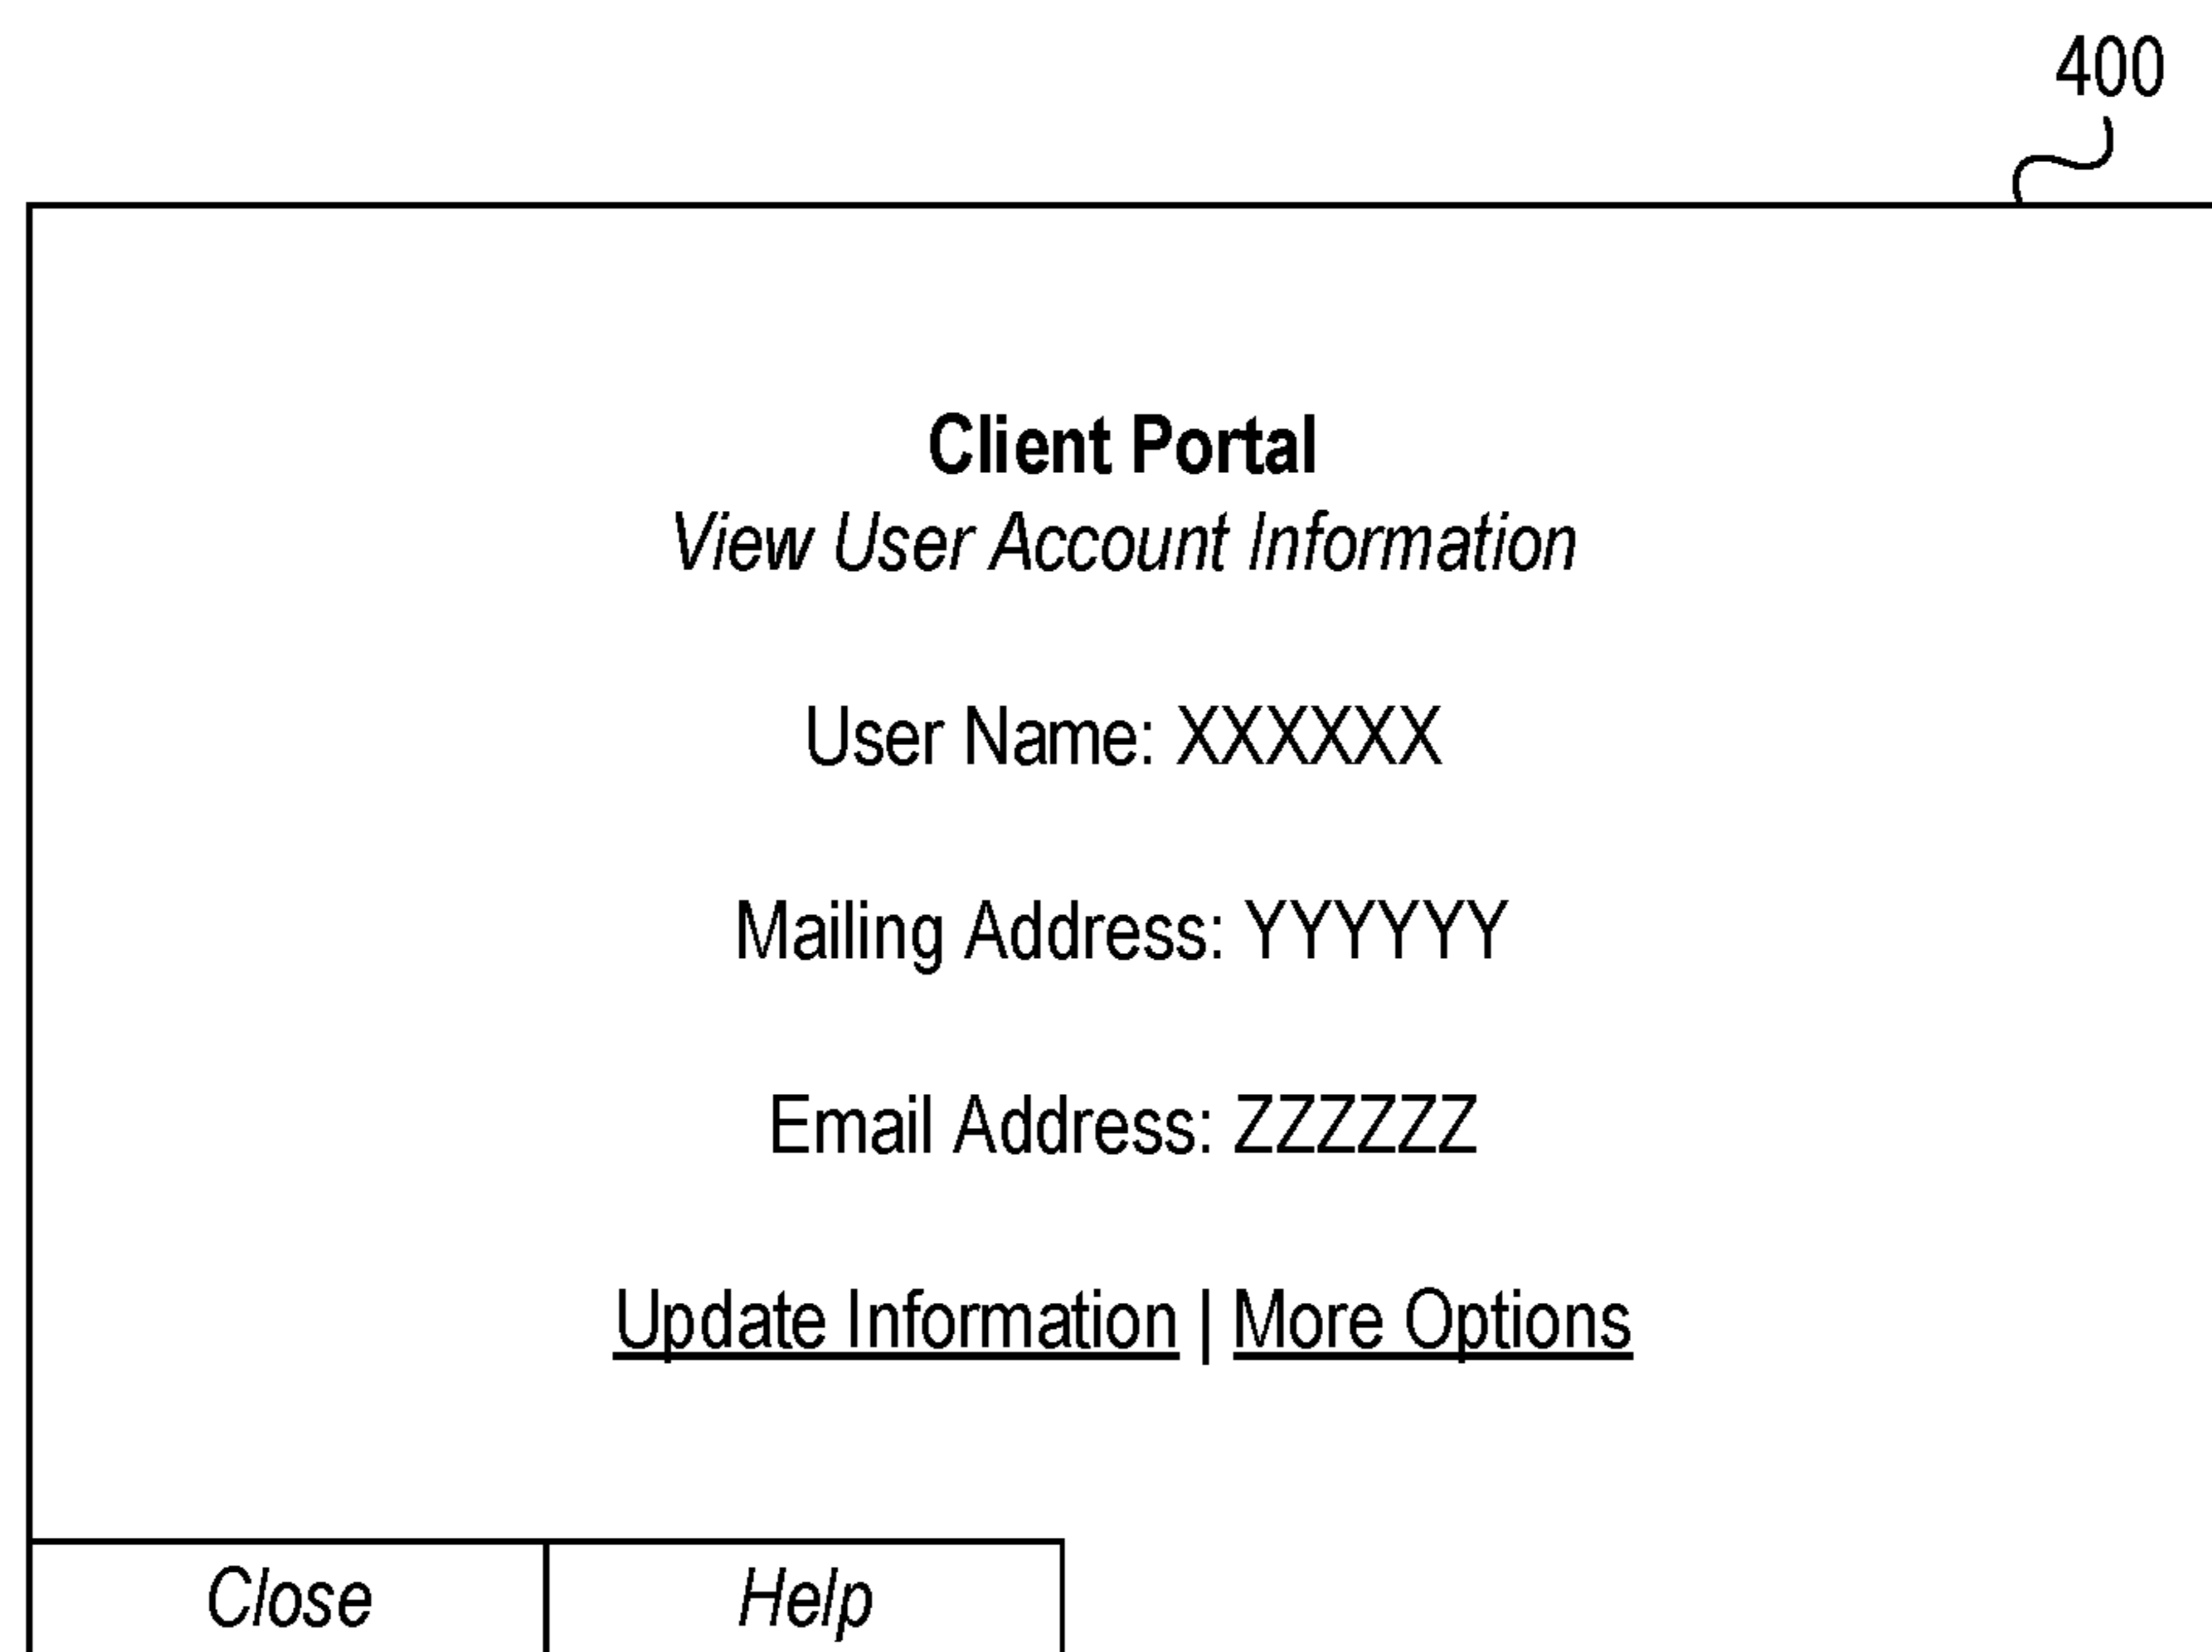 400
Client Portal
View User Account Information
User Name: XXXXXX
Mailing Address: YYYYYY
Email Address: ZZZZZZ
Update Information | More Options
Close Help